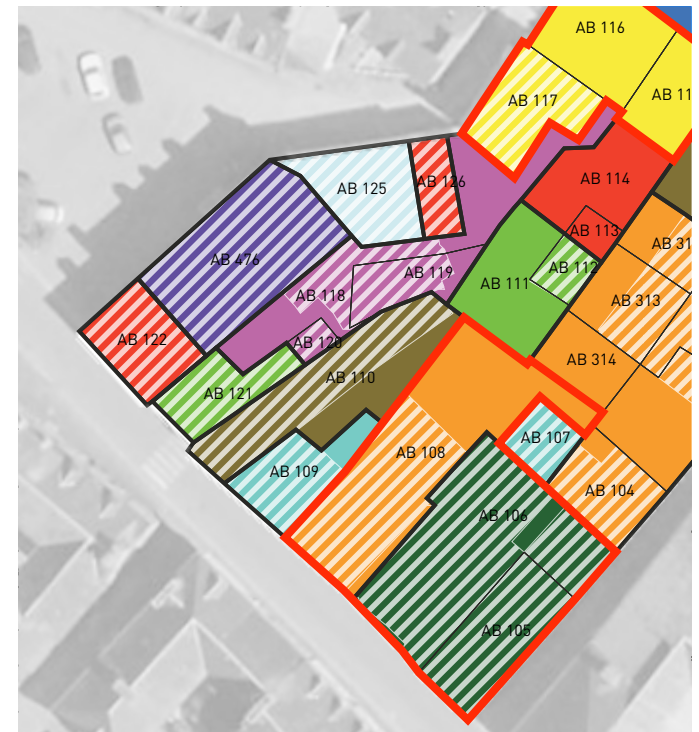 AB 116
AB 11
AB 117
AB 114
AB 125
AB 126
AB 113
AB 31
AB 476
AB 112
AB 119
AB 111
AB 118
AB 313
AB 122
AB 120
AB 314
AB 110
AB 121
AB 107
AB 108
AB 109
AB 104
AB 106
AB 105